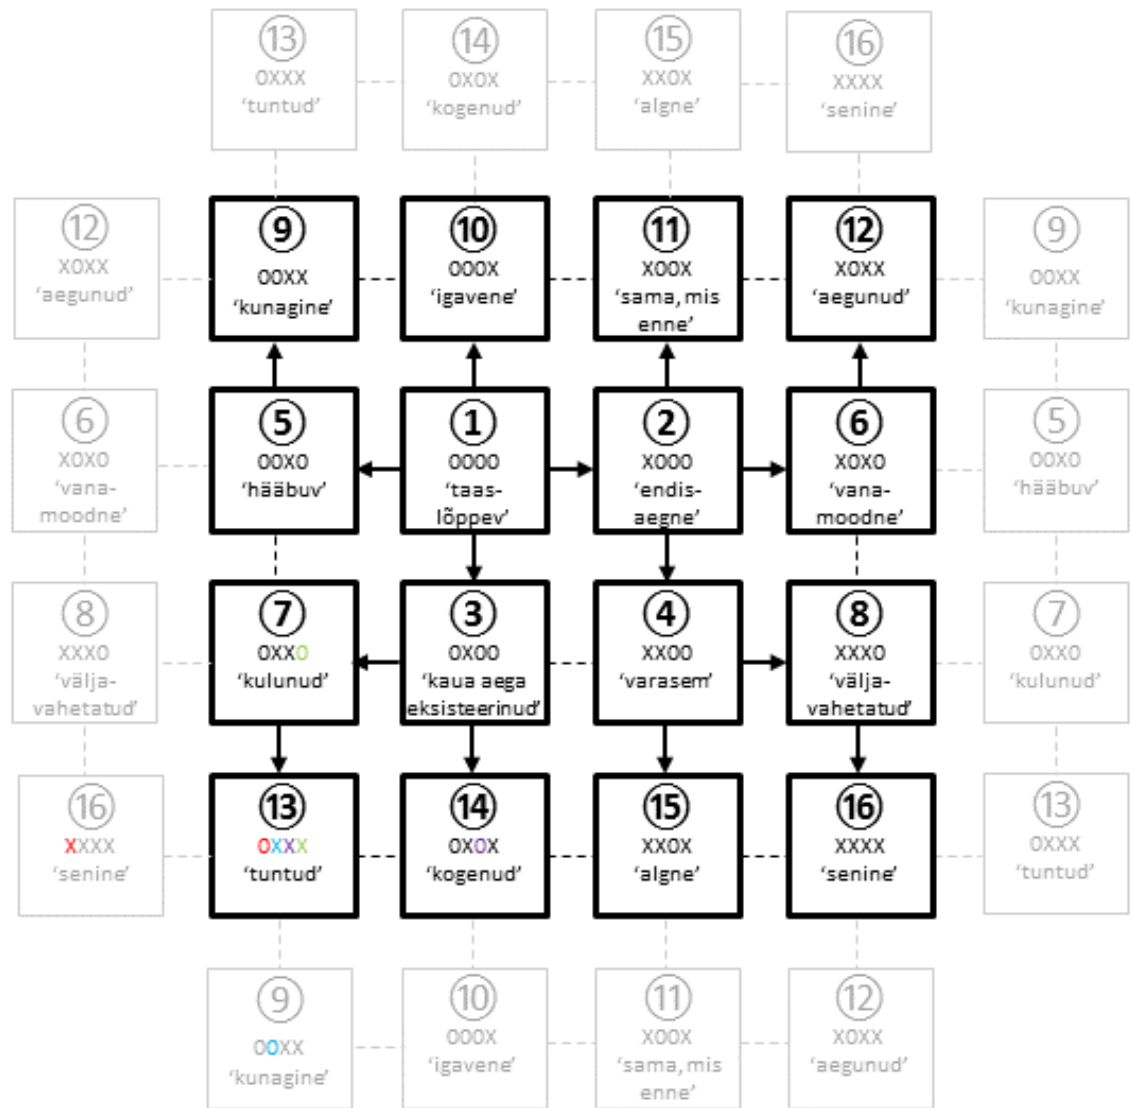 13 14 15 16
0XXX 0X0X XX0X XXXX
‘tuntud’ ‘kogenud’ ‘algne’ ‘senine’
12 9 10 11 12 9
X0XX 00XX 000X X00X X0XX 00XX
‘aegunud’ ‘kunagine’ ‘igavene’ ‘sama, mis ‘aegunud’ ‘kunagine’
enne’
6 5 1 2 6 5
X0X0 00X0 0000 X000 X0X0 00X0
‘vana- ‘hääbuv’ ‘taas- ‘endis- ‘vana- ‘hääbuv’
moodne’ lõppev’ aegne’ moodne’
8 7 3 4 8 7
XXX0 0XX0 0X00 XX00 XXX0 0XX0
‘välja- ‘kulunud’ ‘kaua aega ‘varasem’ ‘välja- ‘kulunud’
vahetatud’ eksisteerinud’ vahetatud’
16 13 14 15 16 13
XXXX 0XXX 0X0X XX0X XXXX 0XXX
‘senine’ ‘tuntud’ ‘kogenud’ ‘algne’ ‘senine’ ‘tuntud’
9 10 11 12
00XX 000X X00X X0XX
‘kunagine’ ‘igavene’ ‘sama, mis ‘aegunud’
enne’